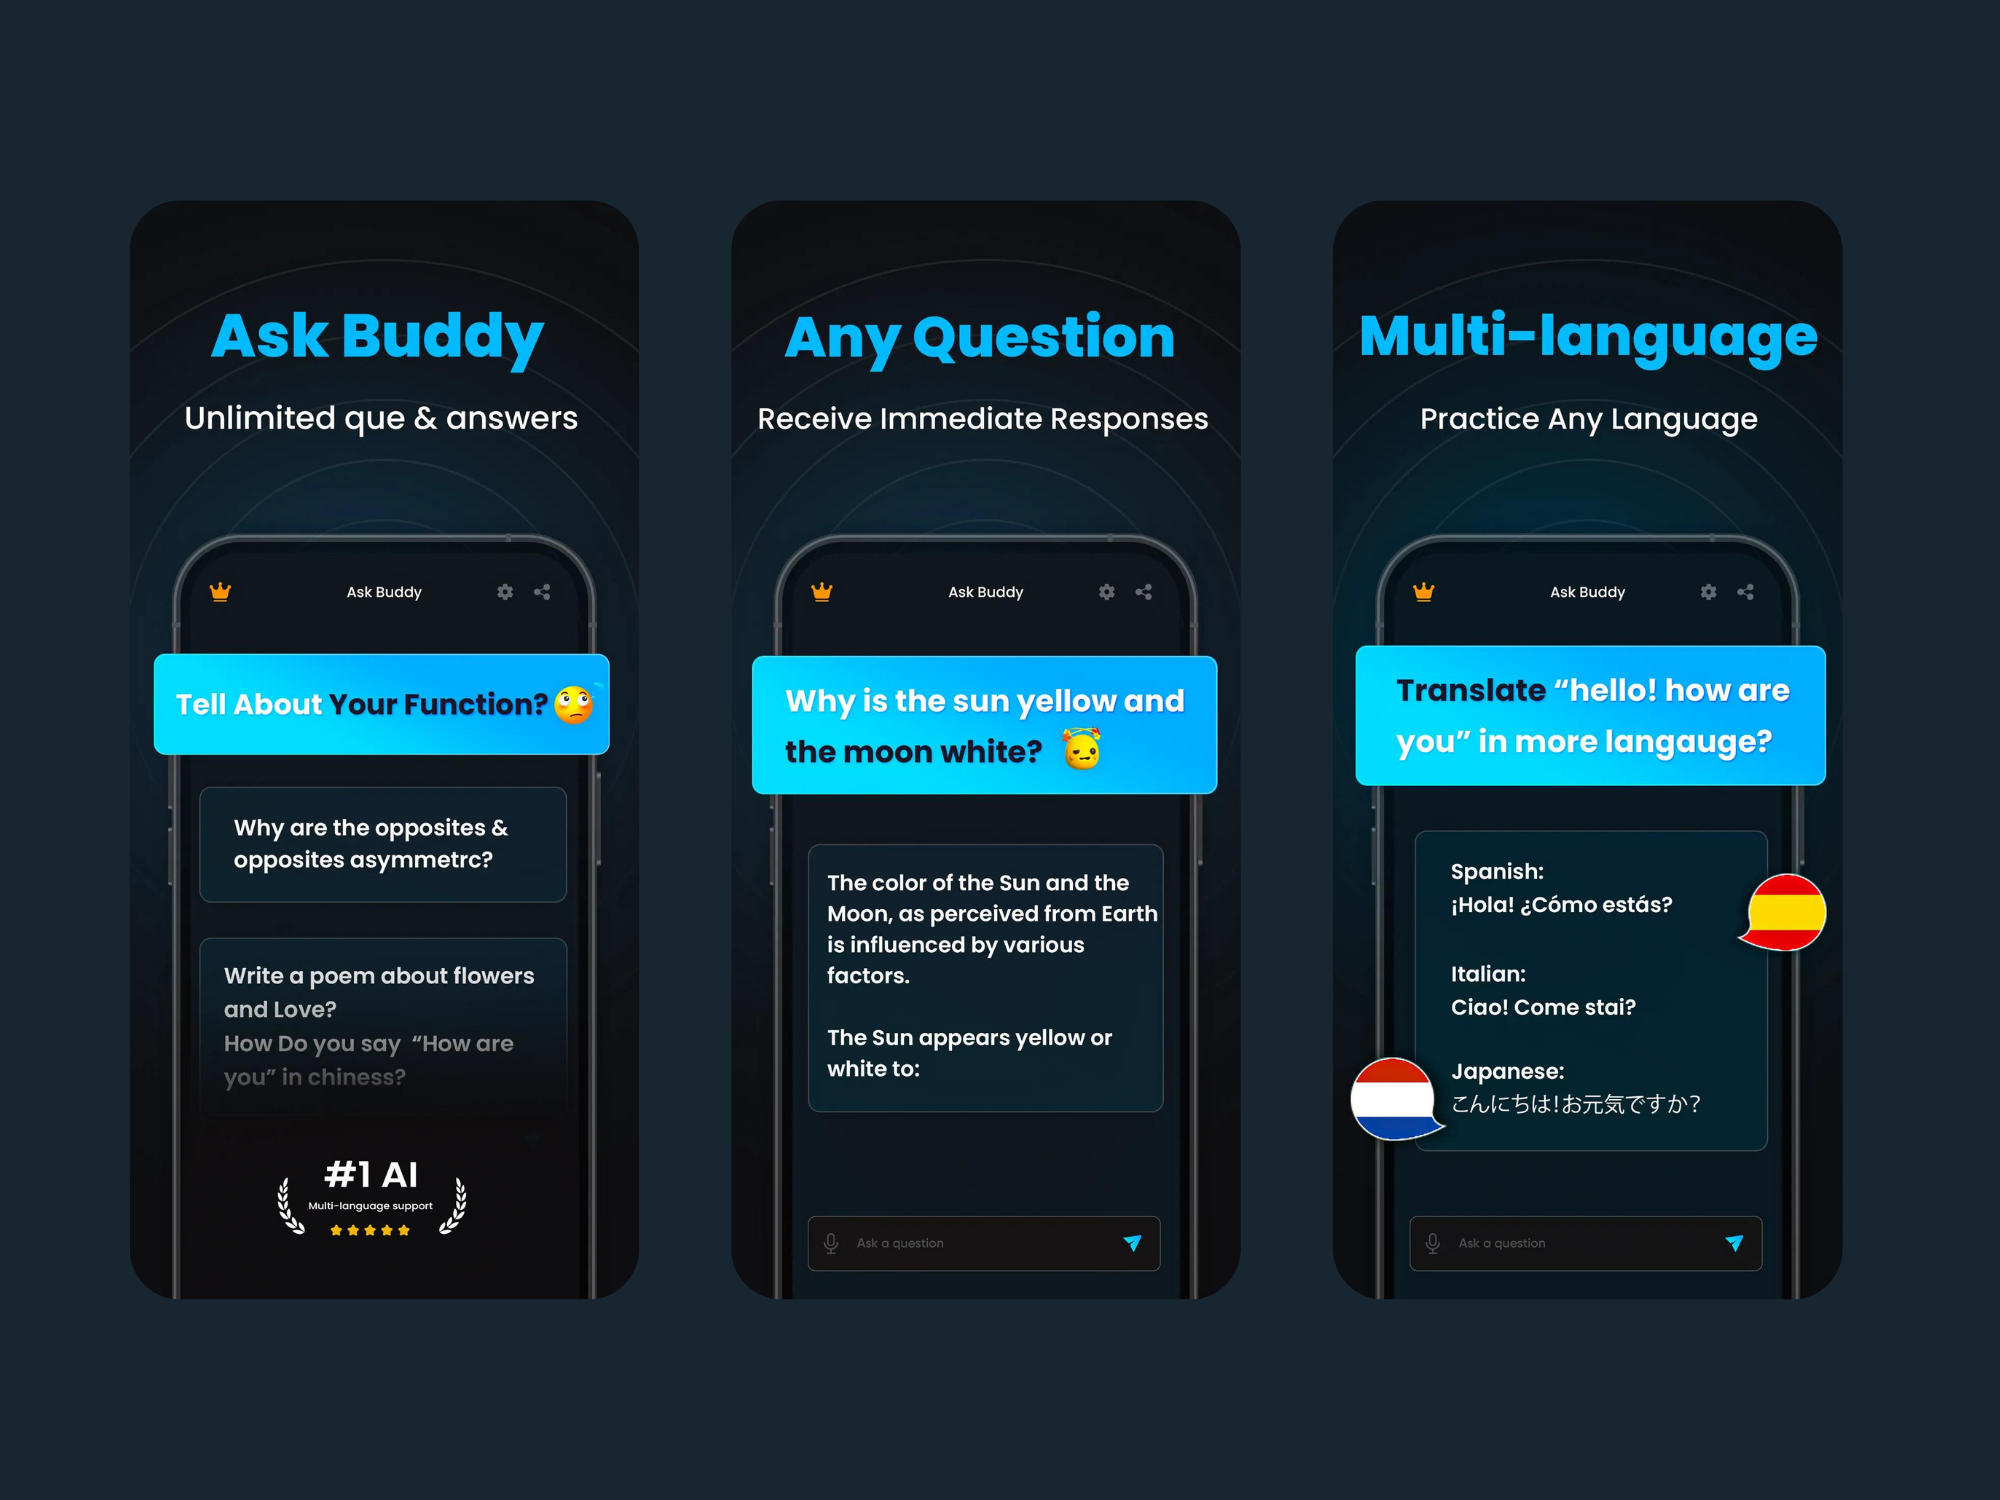 Ask Buddy
Unlimited que & answers
Ask Buddy
Tell About Your Function?
Why are the opposites &
opposites asymmetrc?
Write a poem about flowers
and Love?
How Do you say “How are
you” in chiness?
#1 AI
Multi-language support
Any Question
Receive Immediate Responses
Ask Buddy
Why is the sun yellow and
the moon white?
The color of the Sun and the
Moon, as perceived from Earth
is influenced by various
factors.
The Sun appears yellow or
white to:
Ask a question
Multi-language
Practice Any Language
Ask Buddy
Translate “hello! how are
you” in more langauge?
Spanish:
¡Hola! ¿Cómo estás?
Italian:
Ciao! Come stai?
Japanese:
こんにちは!お元気ですか?
Ask a question